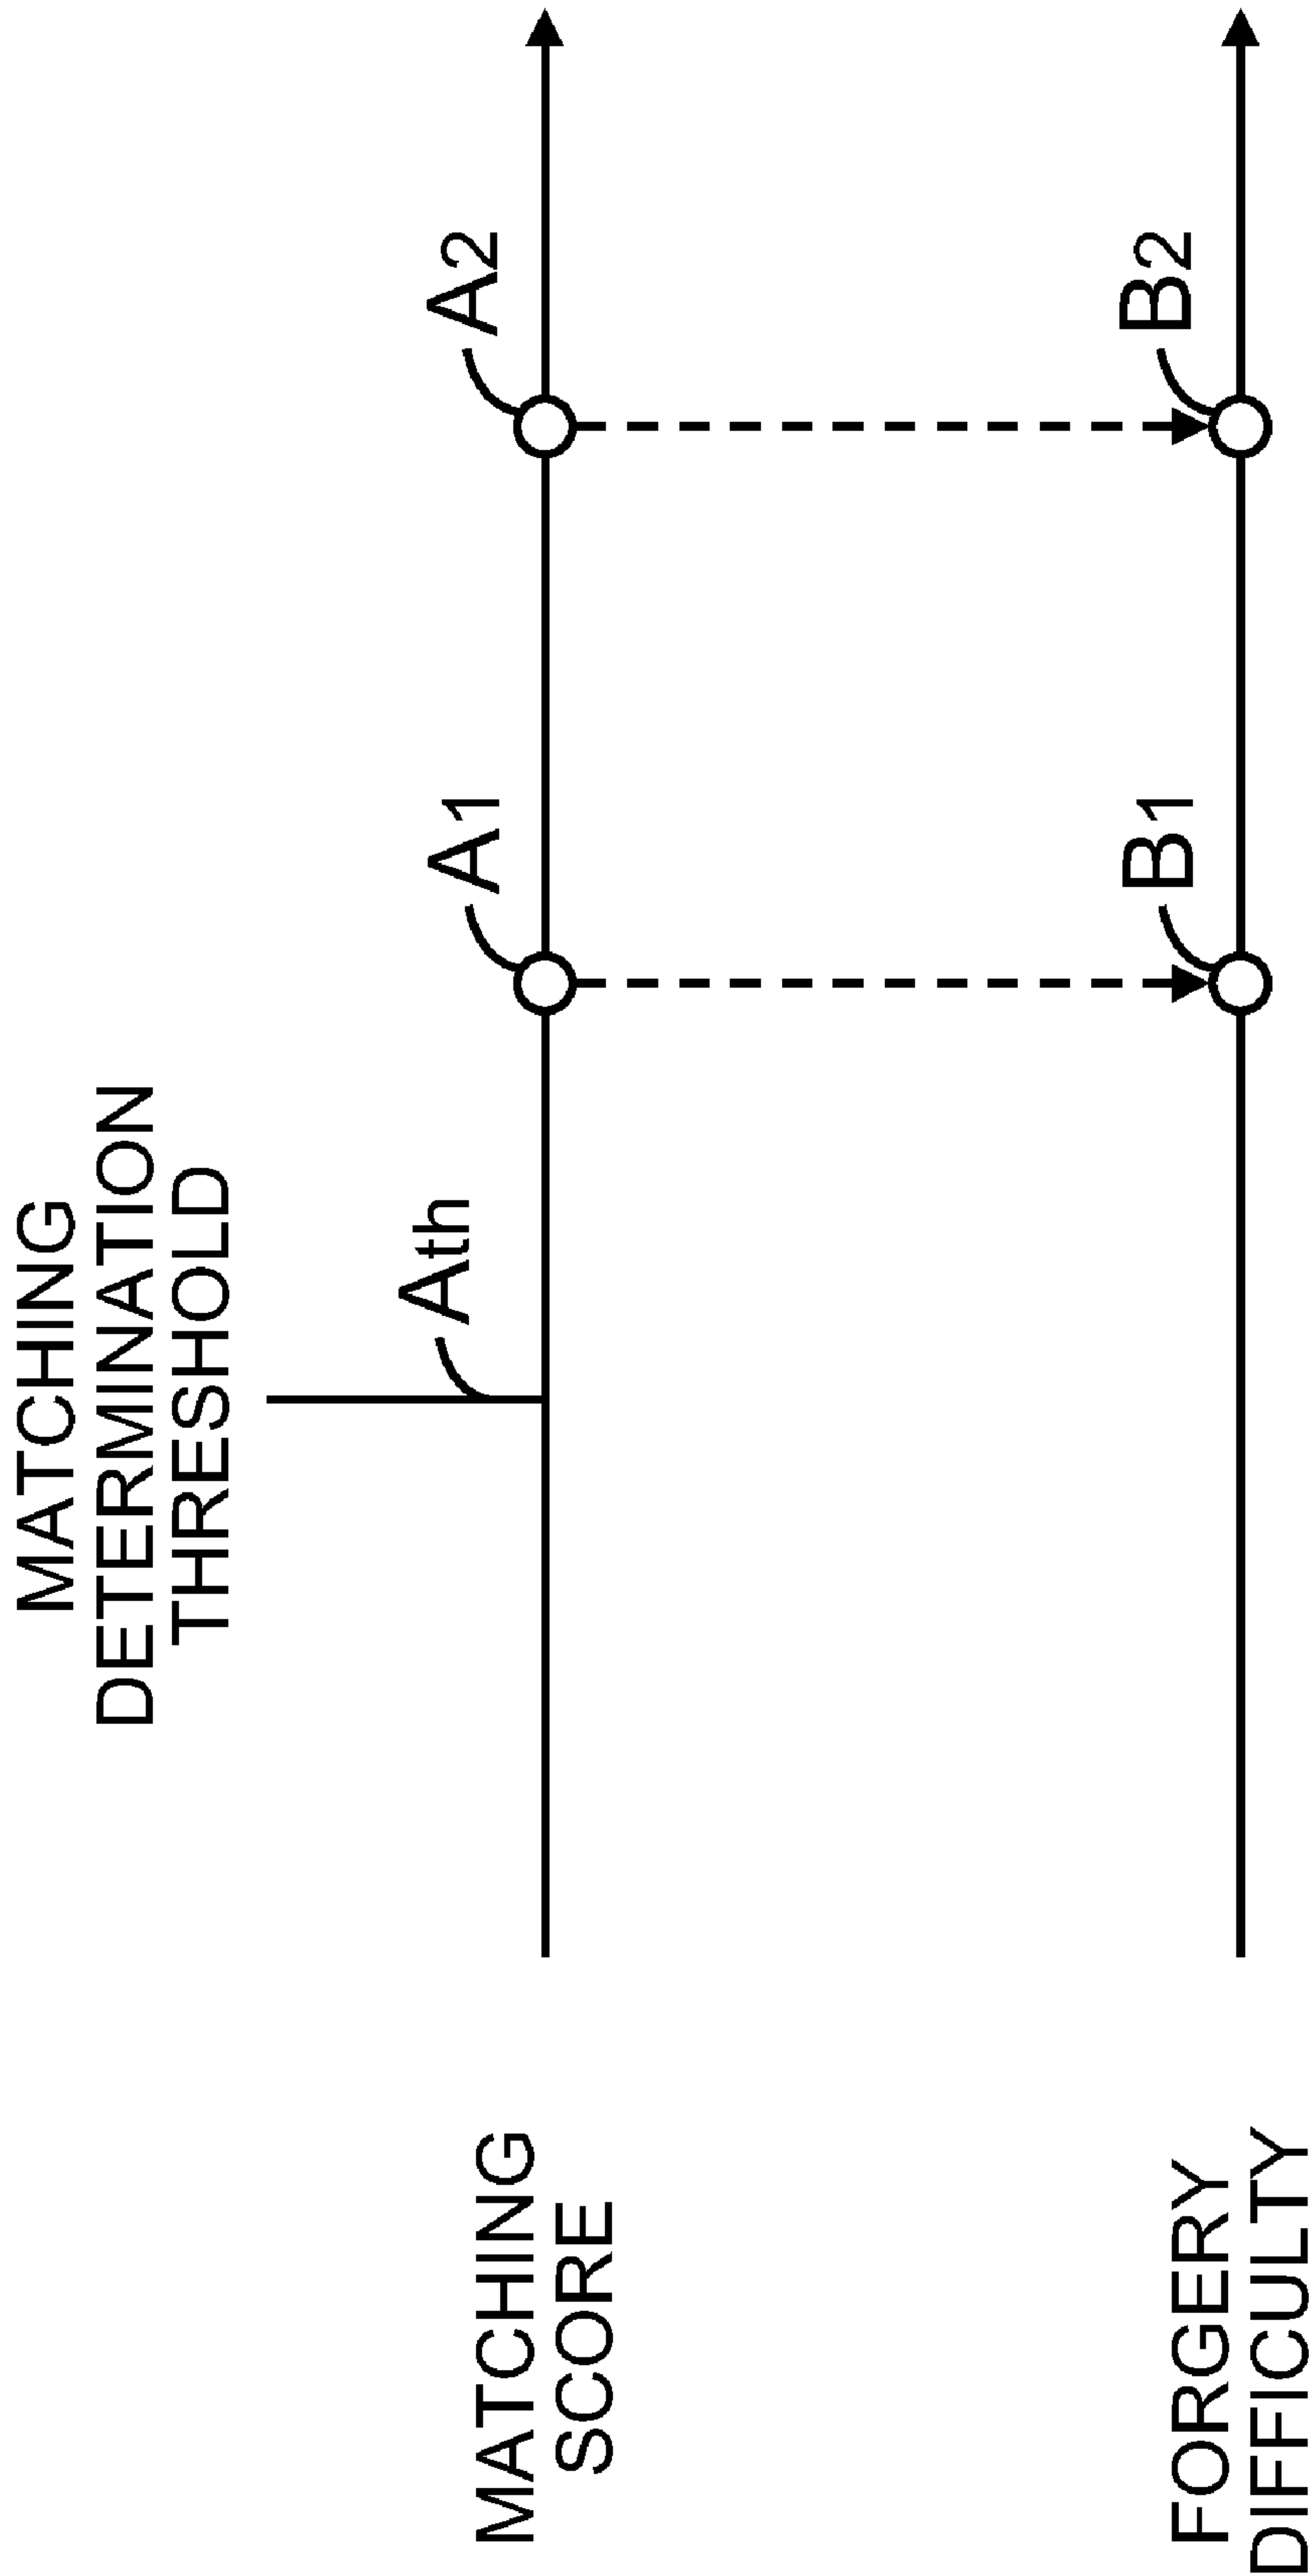 MATCHING
DETERMINATION
THRESHOLD
Ath
A1
A2
MATCHING
SCORE
B1
B2
FORGERY
DIFFICULTY